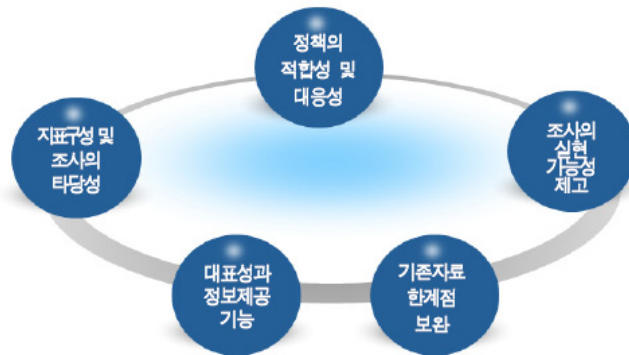 정책의
적합성 및
대응성
지표구성 및
조사의
타당성
조사의
실현
가능성
제고
대표성과
정보제공
기능
기존자료
한계점
보완